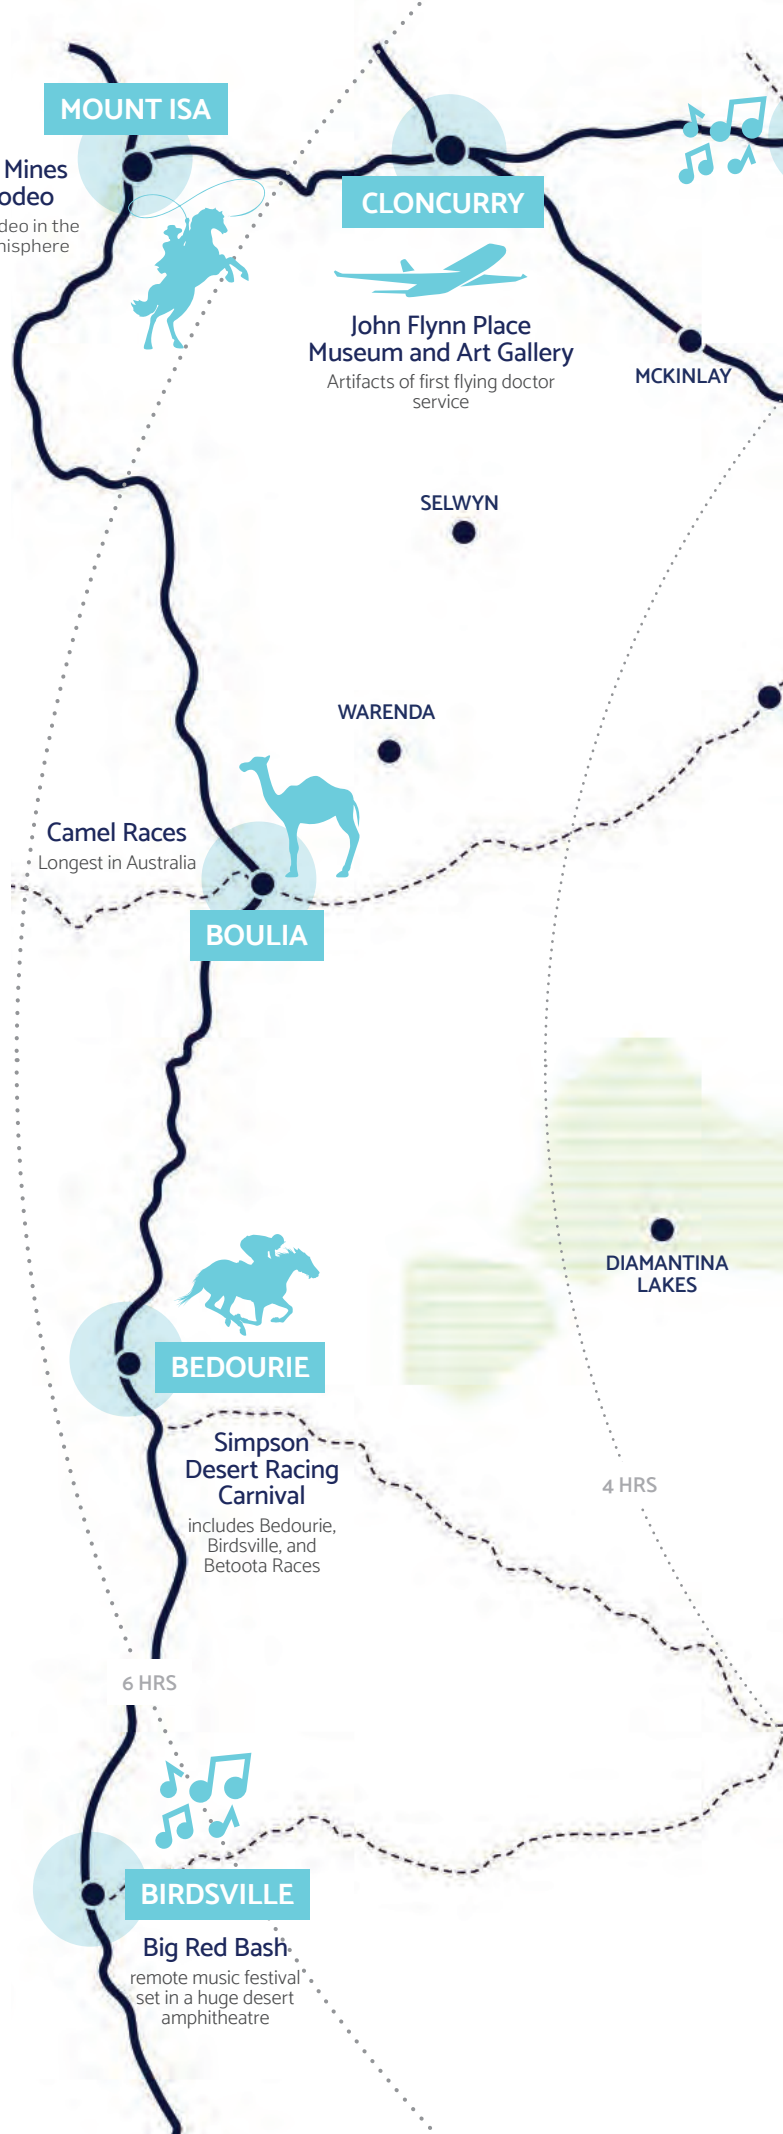 MOUNT ISA
Mines
CLONCURRY
in the
John Flynn Place
Museum and Art Gallery
Artifacts of first flying doctor
service
MCKINLAY
SELWYN
WARENDA
Camel Races
Longest in Australia
BOULIA
DIAMANTINA
LAKES
BEDOURIE
Simpson
Desert Racing
Carnival
includes Bedourie,
Birdsville, and
Betoota Races
4 HRS
6 HRS
BIRDSVILLE
Big Red Bash
remote music festival
set in a huge desert
amphitheatre